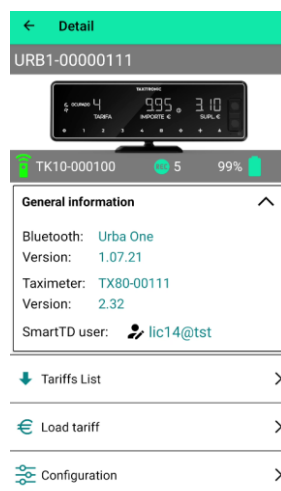 Detail
URB1-00000111
TAXITRONIC
OCUPADO 4 9.95 3.10
TARIFA IMPORTE € SUPL. €
TK10-000100 REC 5 99%
General information
Bluetooth: Urba One
Version: 1.07.21
Taximeter: TX80-00111
Version: 2.32
SmartTD user: lic14@tst
Tariffs List
Load tariff
Configuration